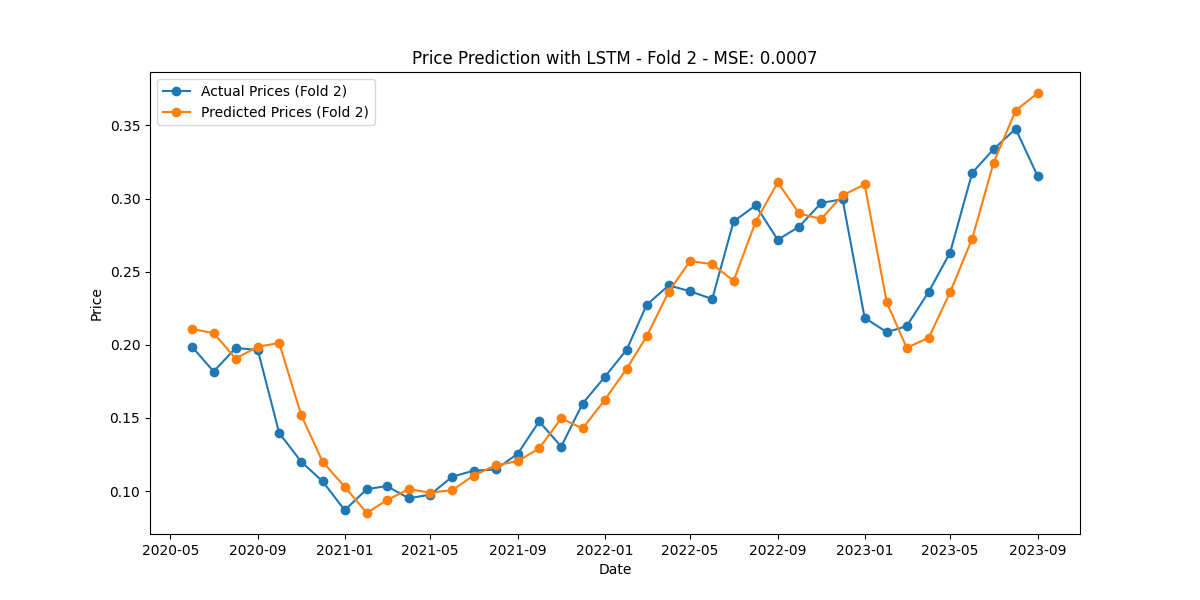 Price Prediction with LSTM - Fold 2 - MSE: 0.0007
Actual Prices (Fold 2)
Predicted Prices (Fold 2)
0.35
0.30
0.25
0.20
0.15
0.10
Price
2020-05 2020-09 2021-01 2021-05 2021-09 2022-01 2022-05 2022-09 2023-01 2023-05 2023-09
Date